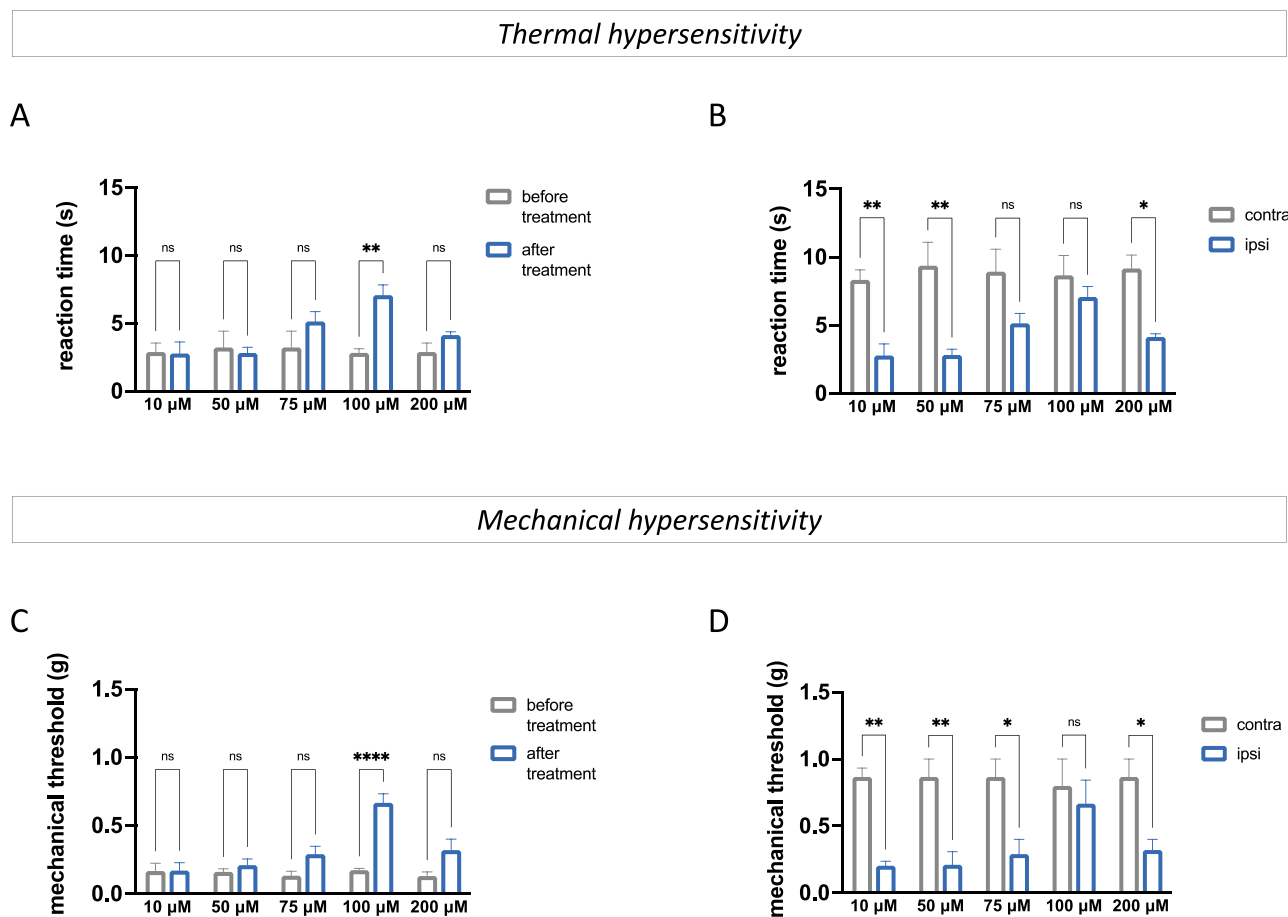 Thermal hypersensitivity
A
reaction time (s)
15
10
5
0
ns
ns
ns
**
ns
10 µM
50 µM
75 µM
100 µM
200 µM
before
treatment
after
treatment
B
reaction time (s)
15
10
5
0
**
**
ns
ns
*
10 µM
50 µM
75 µM
100 µM
200 µM
contra
ipsi
Mechanical hypersensitivity
C
mechanical threshold (g)
1.5
1.0
0.5
0.0
ns
ns
ns
****
ns
10 µM
50 µM
75 µM
100 µM
200 µM
before
treatment
after
treatment
D
mechanical threshold (g)
1.5
1.0
0.5
0.0
**
**
*
ns
*
10 µM
50 µM
75 µM
100 µM
200 µM
contra
ipsi